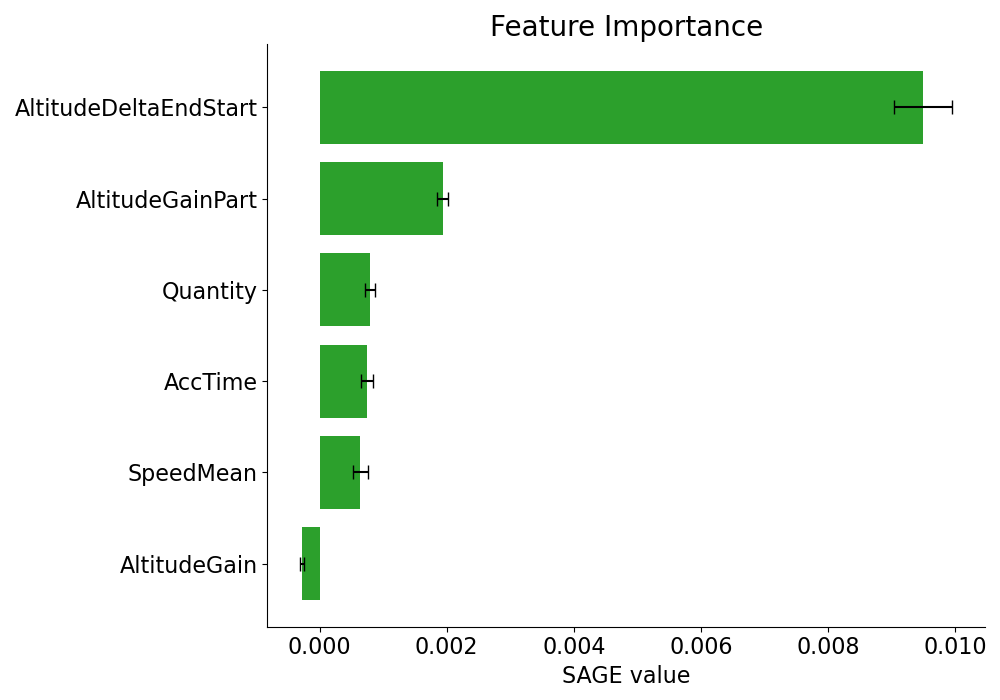 Feature Importance
AltitudeDeltaEndStart
AltitudeGainPart
Quantity
AccTime
SpeedMean
AltitudeGain
0.000 0.002 0.004 0.006 0.008 0.010
SAGE value